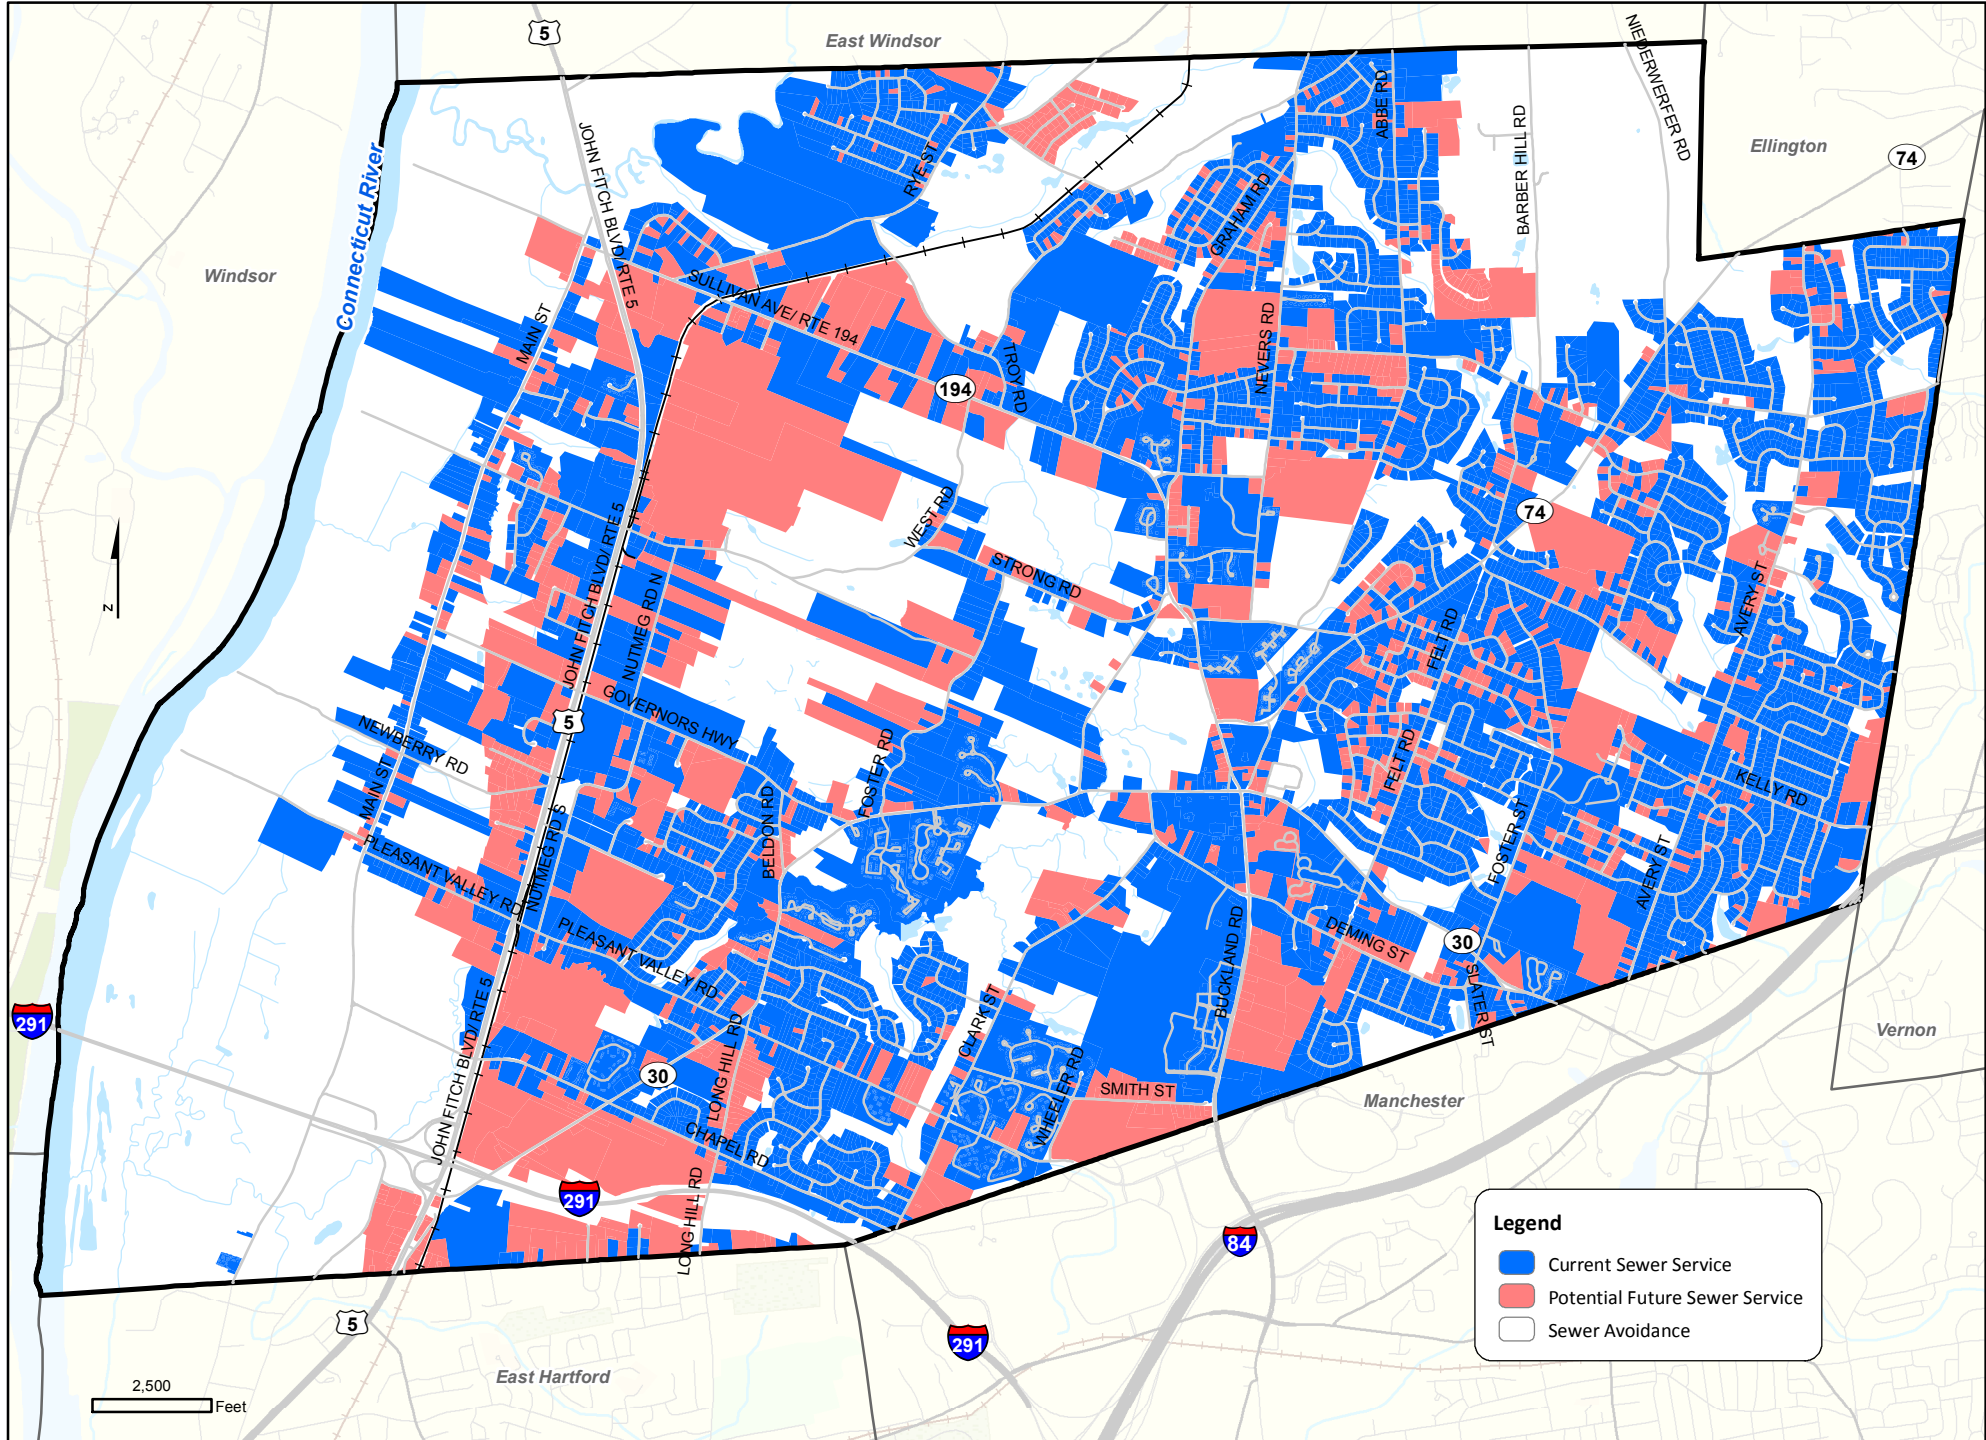 5
East Windsor
NIEDERWERFER RD
ABBE RD
BARBER HILL RD
Ellington
74
JOHN FITCH BLVD/RTE 5
RYE ST
Connecticut River
GRAHAM RD
Windsor
SULLIVAN AVE/ RTE 194
MAIN ST
NEVERS RD
TROY RD
194
WEST RD
74
JOHN FITCH BLVD/ RTE 5
STRONG RD
AVERY ST
N
NUTMEG RD N
FELT RD
GOVERNORS HWY
5
NEWBERRY RD
FOSTER RD
FELT RD
MAIN ST
KELLY RD
BELDON RD
FOSTER ST
PLEASANT VALLEY RD
NUTMEG RD S
AVERY ST
BUCKLAND RD
DEMING ST
30
PLEASANT VALLEY RD
SLATER ST
CLARK ST
JOHN FITCH BLVD/ RTE 5
291
Vernon
LONG HILL RD
30
WHEELER RD
SMITH ST
Manchester
CHAPEL RD
LONG HILL RD
291
84
Legend
Current Sewer Service
Potential Future Sewer Service
Sewer Avoidance
5
291
East Hartford
2,500
Feet